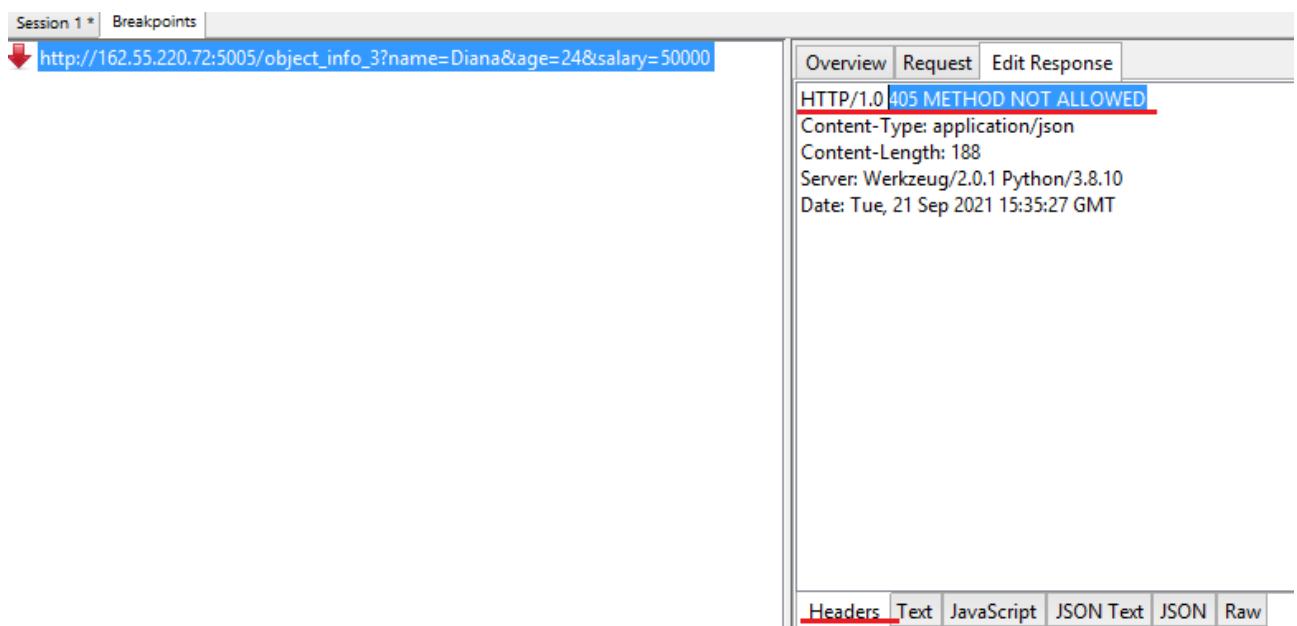 Session 1 * Breakpoints
http://162.55.220.72:5005/object_info_3?name=Diana&age=24&salary=50000
Overview Request Edit Response
HTTP/1.0 405 METHOD NOT ALLOWED
Content-Type: application/json
Content-Length: 188
Server: Werkzeug/2.0.1 Python/3.8.10
Date: Tue, 21 Sep 2021 15:35:27 GMT
Headers Text JavaScript JSON Text JSON Raw